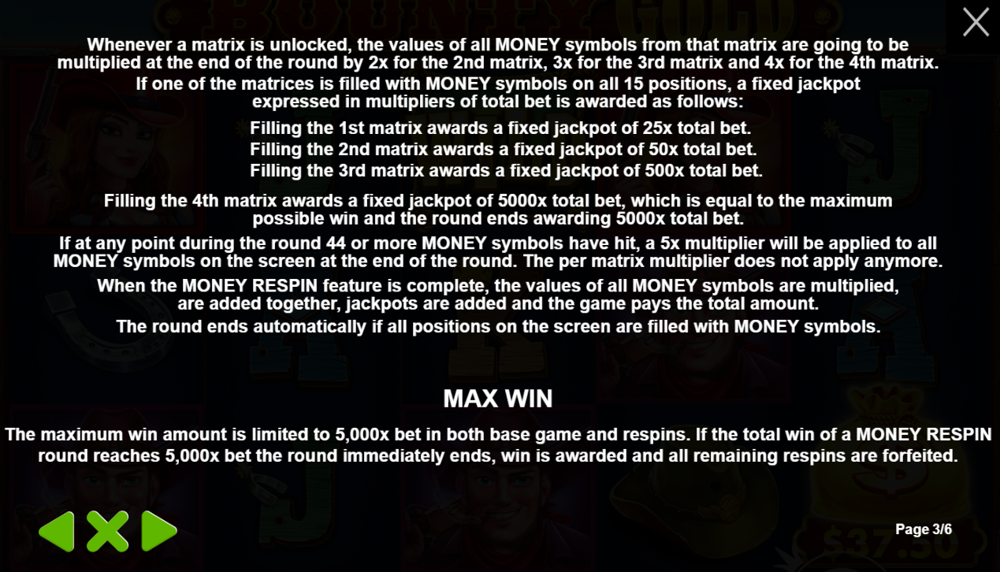 BOUNTY GOLD
Whenever a matrix is unlocked, the values of all MONEY symbols from that matrix are going to be
multiplied at the end of the round by 2x for the 2nd matrix, 3x for the 3rd matrix and 4x for the 4th matrix.
If one of the matrices is filled with MONEY symbols on all 15 positions, a fixed jackpot
expressed in multipliers of total bet is awarded as follows:
Filling the 1st matrix awards a fixed jackpot of 25x total bet.
Filling the 2nd matrix awards a fixed jackpot of 50x total bet.
Filling the 3rd matrix awards a fixed jackpot of 500x total bet.
Filling the 4th matrix awards a fixed jackpot of 5000x total bet, which is equal to the maximum
possible win and the round ends awarding 5000x total bet.
If at any point during the round 44 or more MONEY symbols have hit, a 5x multiplier will be applied to all
MONEY symbols on the screen at the end of the round. The per matrix multiplier does not apply anymore.
When the MONEY RESPIN feature is complete, the values of all MONEY symbols are multiplied,
are added together, jackpots are added and the game pays the total amount.
The round ends automatically if all positions on the screen are filled with MONEY symbols.
MAX WIN
The maximum win amount is limited to 5,000x bet in both base game and respins. If the total win of a MONEY RESPIN
round reaches 5,000x bet the round immediately ends, win is awarded and all remaining respins are forfeited.
Page 3/6
$37.50